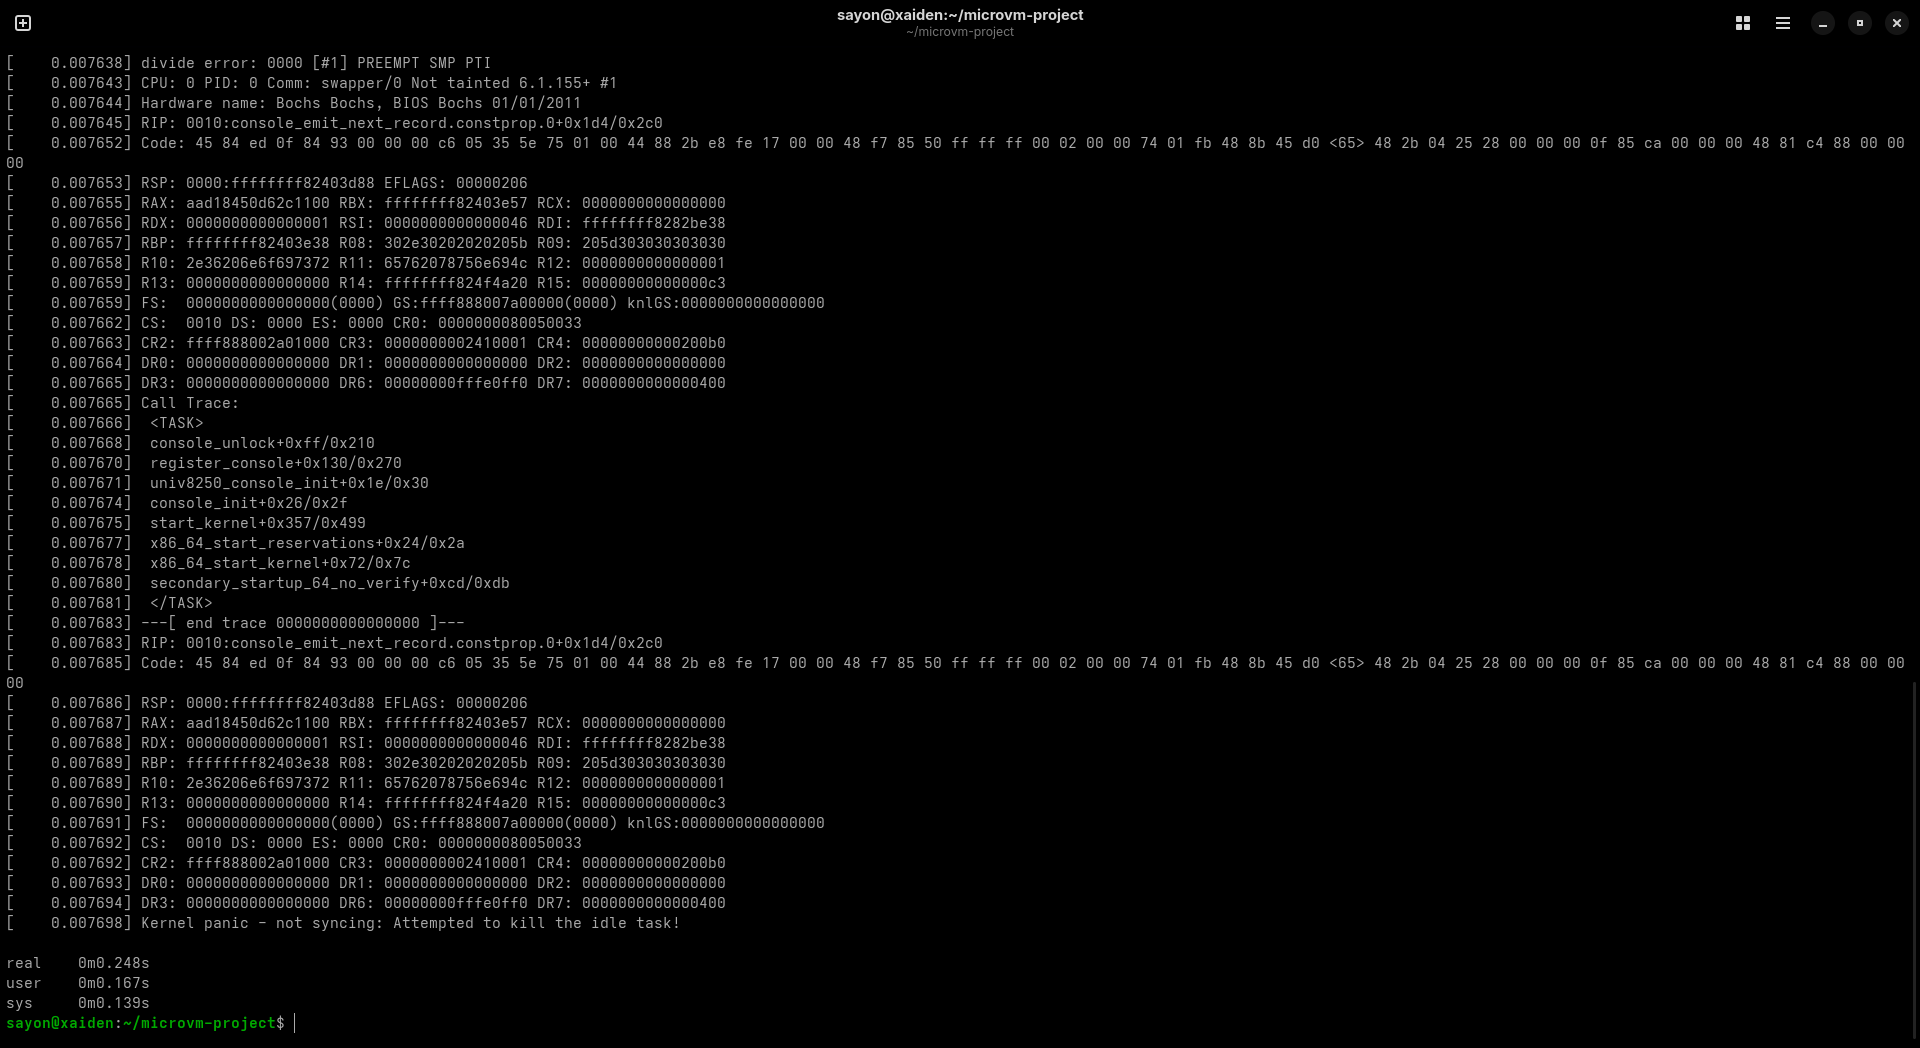 sayon@xaiden:~/microvm-project
~/microvm-project
[    0.007638] divide error: 0000 [#1] PREEMPT SMP PTI
[    0.007643] CPU: 0 PID: 0 Comm: swapper/0 Not tainted 6.1.155+ #1
[    0.007644] Hardware name: Bochs Bochs, BIOS Bochs 01/01/2011
[    0.007645] RIP: 0010:console_emit_next_record.constprop.0+0x1d4/0x2c0
[    0.007652] Code: 45 84 ed 0f 84 93 00 00 00 c6 05 35 5e 75 01 00 44 88 2b e8 fe 17 00 00 48 f7 85 50 ff ff ff 00 02 00 00 74 01 fb 48 8b 45 d0 <65> 48 2b 04 25 28 00 00 00 0f 85 ca 00 00 00 48 81 c4 88 00 00
00
[    0.007653] RSP: 0000:ffffffff82403d88 EFLAGS: 00000206
[    0.007655] RAX: aad18450d62c1100 RBX: ffffffff82403e57 RCX: 0000000000000000
[    0.007656] RDX: 0000000000000001 RSI: 0000000000000046 RDI: ffffffff8282be38
[    0.007657] RBP: ffffffff82403e38 R08: 302e30202020205b R09: 205d303030303030
[    0.007658] R10: 2e36206e6f697372 R11: 65762078756e694c R12: 0000000000000001
[    0.007659] R13: 0000000000000000 R14: ffffffff824f4a20 R15: 00000000000000c3
[    0.007659] FS:  0000000000000000(0000) GS:ffff888007a00000(0000) knlGS:0000000000000000
[    0.007662] CS:  0010 DS: 0000 ES: 0000 CR0: 0000000080050033
[    0.007663] CR2: ffff888002a01000 CR3: 0000000002410001 CR4: 00000000000200b0
[    0.007664] DR0: 0000000000000000 DR1: 0000000000000000 DR2: 0000000000000000
[    0.007665] DR3: 0000000000000000 DR6: 00000000fffe0ff0 DR7: 0000000000000400
[    0.007665] Call Trace:
[    0.007666]  <TASK>
[    0.007668]  console_unlock+0xff/0x210
[    0.007670]  register_console+0x130/0x270
[    0.007671]  univ8250_console_init+0x1e/0x30
[    0.007674]  console_init+0x26/0x2f
[    0.007675]  start_kernel+0x357/0x499
[    0.007677]  x86_64_start_reservations+0x24/0x2a
[    0.007678]  x86_64_start_kernel+0x72/0x7c
[    0.007680]  secondary_startup_64_no_verify+0xcd/0xdb
[    0.007681]  </TASK>
[    0.007683] ---[ end trace 0000000000000000 ]---
[    0.007683] RIP: 0010:console_emit_next_record.constprop.0+0x1d4/0x2c0
[    0.007685] Code: 45 84 ed 0f 84 93 00 00 00 c6 05 35 5e 75 01 00 44 88 2b e8 fe 17 00 00 48 f7 85 50 ff ff ff 00 02 00 00 74 01 fb 48 8b 45 d0 <65> 48 2b 04 25 28 00 00 00 0f 85 ca 00 00 00 48 81 c4 88 00 00
00
[    0.007686] RSP: 0000:ffffffff82403d88 EFLAGS: 00000206
[    0.007687] RAX: aad18450d62c1100 RBX: ffffffff82403e57 RCX: 0000000000000000
[    0.007688] RDX: 0000000000000001 RSI: 0000000000000046 RDI: ffffffff8282be38
[    0.007689] RBP: ffffffff82403e38 R08: 302e30202020205b R09: 205d303030303030
[    0.007689] R10: 2e36206e6f697372 R11: 65762078756e694c R12: 0000000000000001
[    0.007690] R13: 0000000000000000 R14: ffffffff824f4a20 R15: 00000000000000c3
[    0.007691] FS:  0000000000000000(0000) GS:ffff888007a00000(0000) knlGS:0000000000000000
[    0.007692] CS:  0010 DS: 0000 ES: 0000 CR0: 0000000080050033
[    0.007692] CR2: ffff888002a01000 CR3: 0000000002410001 CR4: 00000000000200b0
[    0.007693] DR0: 0000000000000000 DR1: 0000000000000000 DR2: 0000000000000000
[    0.007694] DR3: 0000000000000000 DR6: 00000000fffe0ff0 DR7: 0000000000000400
[    0.007698] Kernel panic - not syncing: Attempted to kill the idle task!
real    0m0.248s
user    0m0.167s
sys     0m0.139s
sayon@xaiden:~/microvm-project$